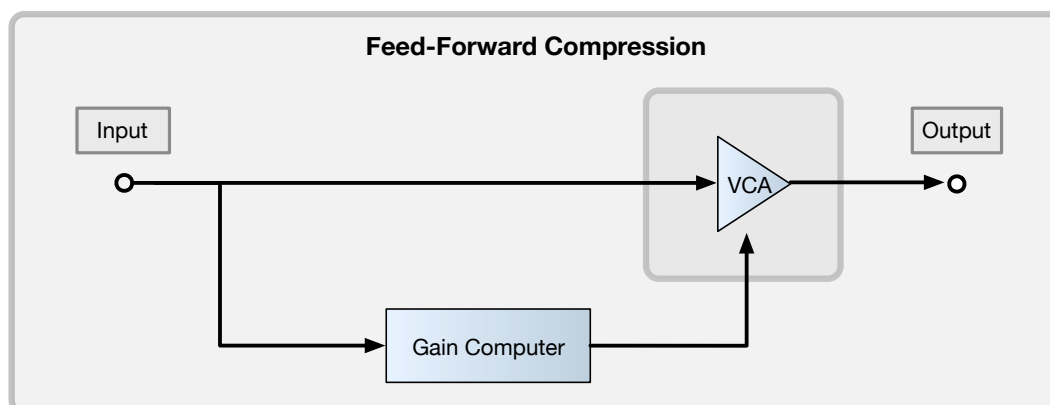 Feed-Forward Compression
Input
Output
VCA
Gain Computer